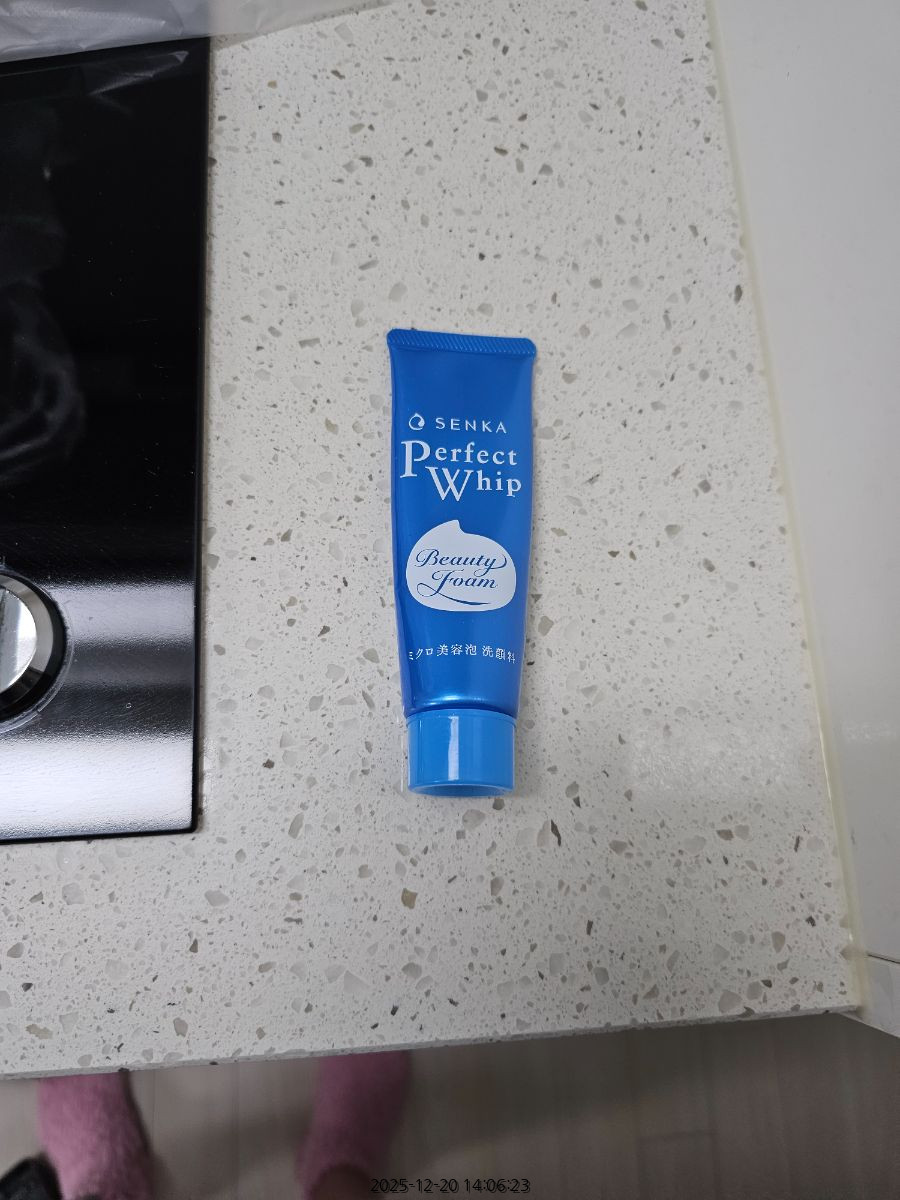 SENKA
Perfect
Whip
Beauty
Foam
ミクロ美容泡 洗顔料
2025-12-20 14:06:23